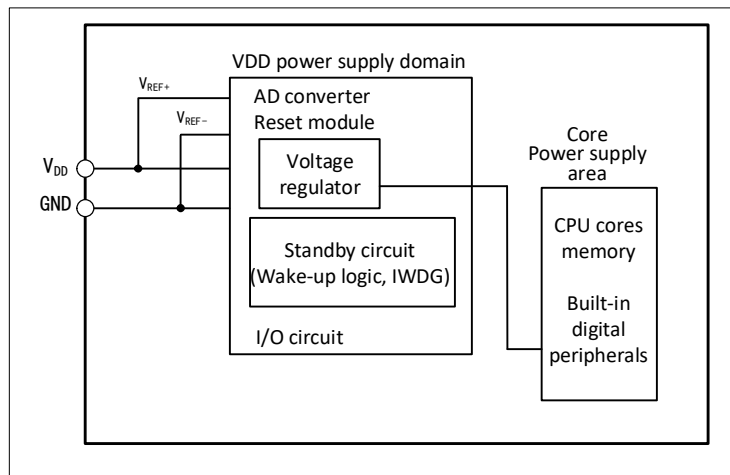 VDD power supply domain
VREF+
AD converter
VREF-
Reset module
Core
Power supply
area
VDD
Voltage
regulator
GND
CPU cores
memory
Standby circuit
(Wake-up logic, IWDG)
Built-in
digital
peripherals
I/O circuit